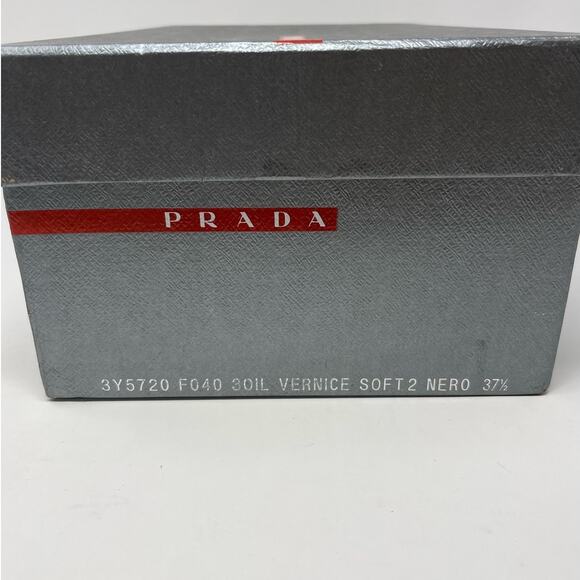 PRADA
3Y5720 F040 3OIL VERNICE SOFT2 NERO 37½